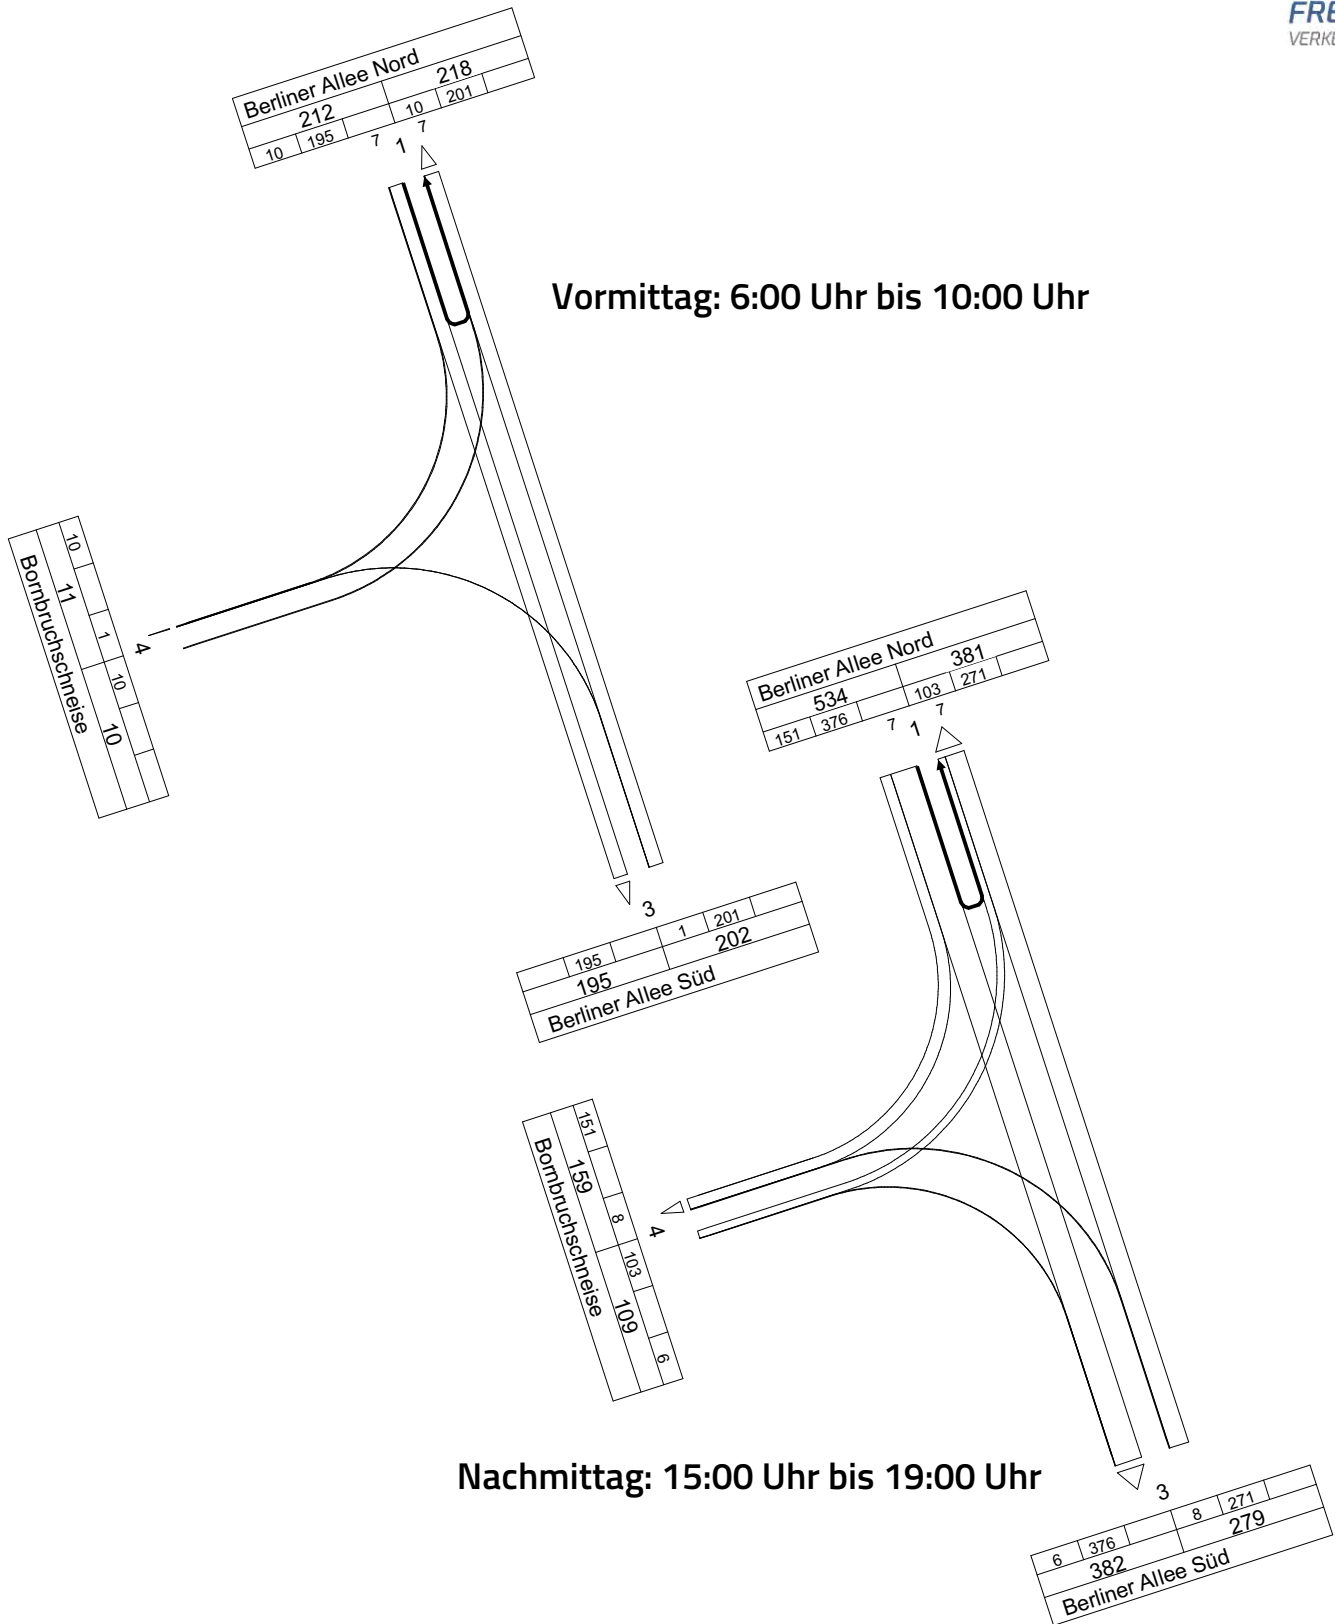 FRE
VERKE
Berliner Allee Nord
212 218
10 195 7 10 7 201
1
Vormittag: 6:00 Uhr bis 10:00 Uhr
10 1 10
11 10
Bornbruchschneise
4
3
195 1 201
195 202
Berliner Allee Süd
Berliner Allee Nord
534 381
151 376 7 103 7 271
1
151 8 103 6
159 109
Bornbruchschneise
4
Nachmittag: 15:00 Uhr bis 19:00 Uhr
3
6 376 8 271
382 279
Berliner Allee Süd